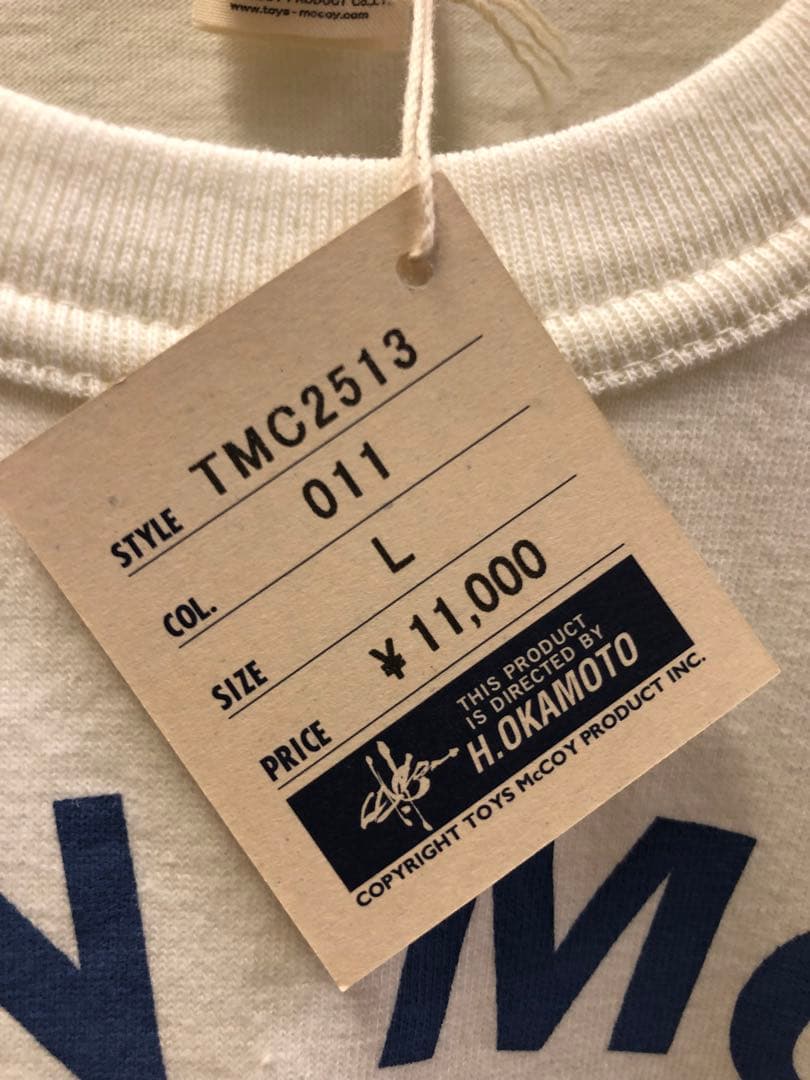 www.toys-mccoy.com
STYLE TMC2513
COL. 011
SIZE L
PRICE ¥11,000
THIS PRODUCT
IS DIRECTED BY
H.OKAMOTO
COPYRIGHT TOYS McCOY PRODUCT INC.
M